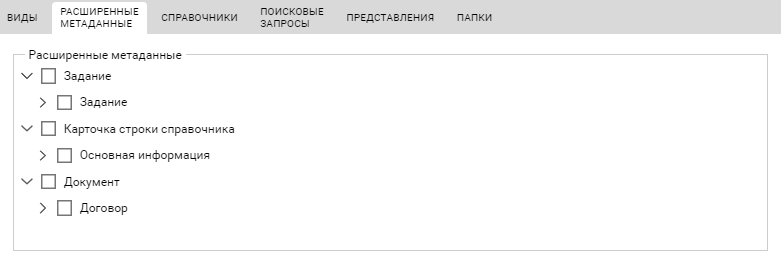 ВИДЫ
РАСШИРЕННЫЕ
МЕТАДАННЫЕ
СПРАВОЧНИКИ
ПОИСКОВЫЕ
ЗАПРОСЫ
ПРЕДСТАВЛЕНИЯ
ПАПКИ
Расширенные метаданные
Задание
Задание
Карточка строки справочника
Основная информация
Документ
Договор